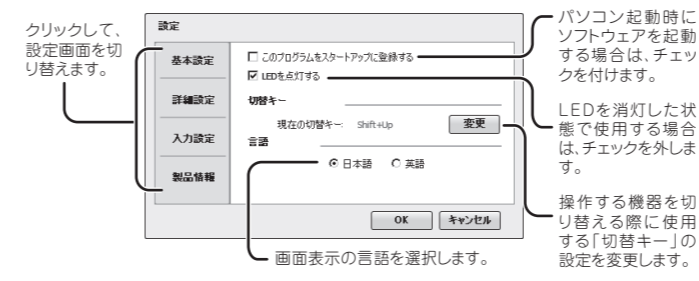 クリックして、
設定画面を切
り替えます。
設定
基本設定
詳細設定
入力設定
製品情報
□ このプログラムをスタートアップに登録する
☑ LEDを点灯する
切替キー
現在の切替キー: Shift+Up
変更
言語
◉ 日本語 ○ 英語
OK
キャンセル
パソコン起動時に
ソフトウェアを起動
する場合は、チェッ
クを付けます。
LEDを消灯した状
態で使用する場合
は、チェックを外しま
す。
操作する機器を切
り替える際に使用
する「切替キー」の
設定を変更します。
画面表示の言語を選択します。